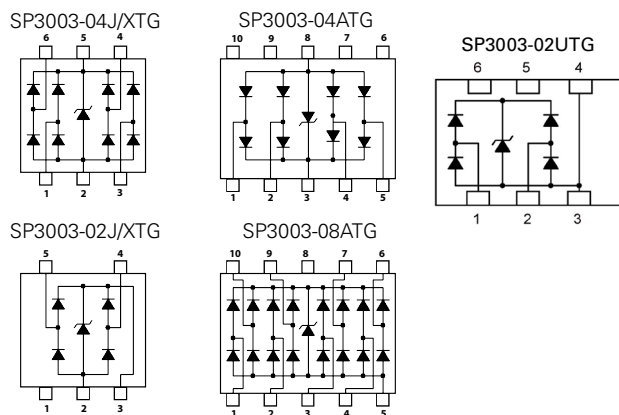 SP3003-04J/XTG
6 5 4
1 2 3
SP3003-04ATG
10 9 8 7 6
1 2 3 4 5
SP3003-02UTG
6 5 4
1 2 3
SP3003-02J/XTG
5 4
1 2 3
SP3003-08ATG
10 9 8 7 6
1 2 3 4 5